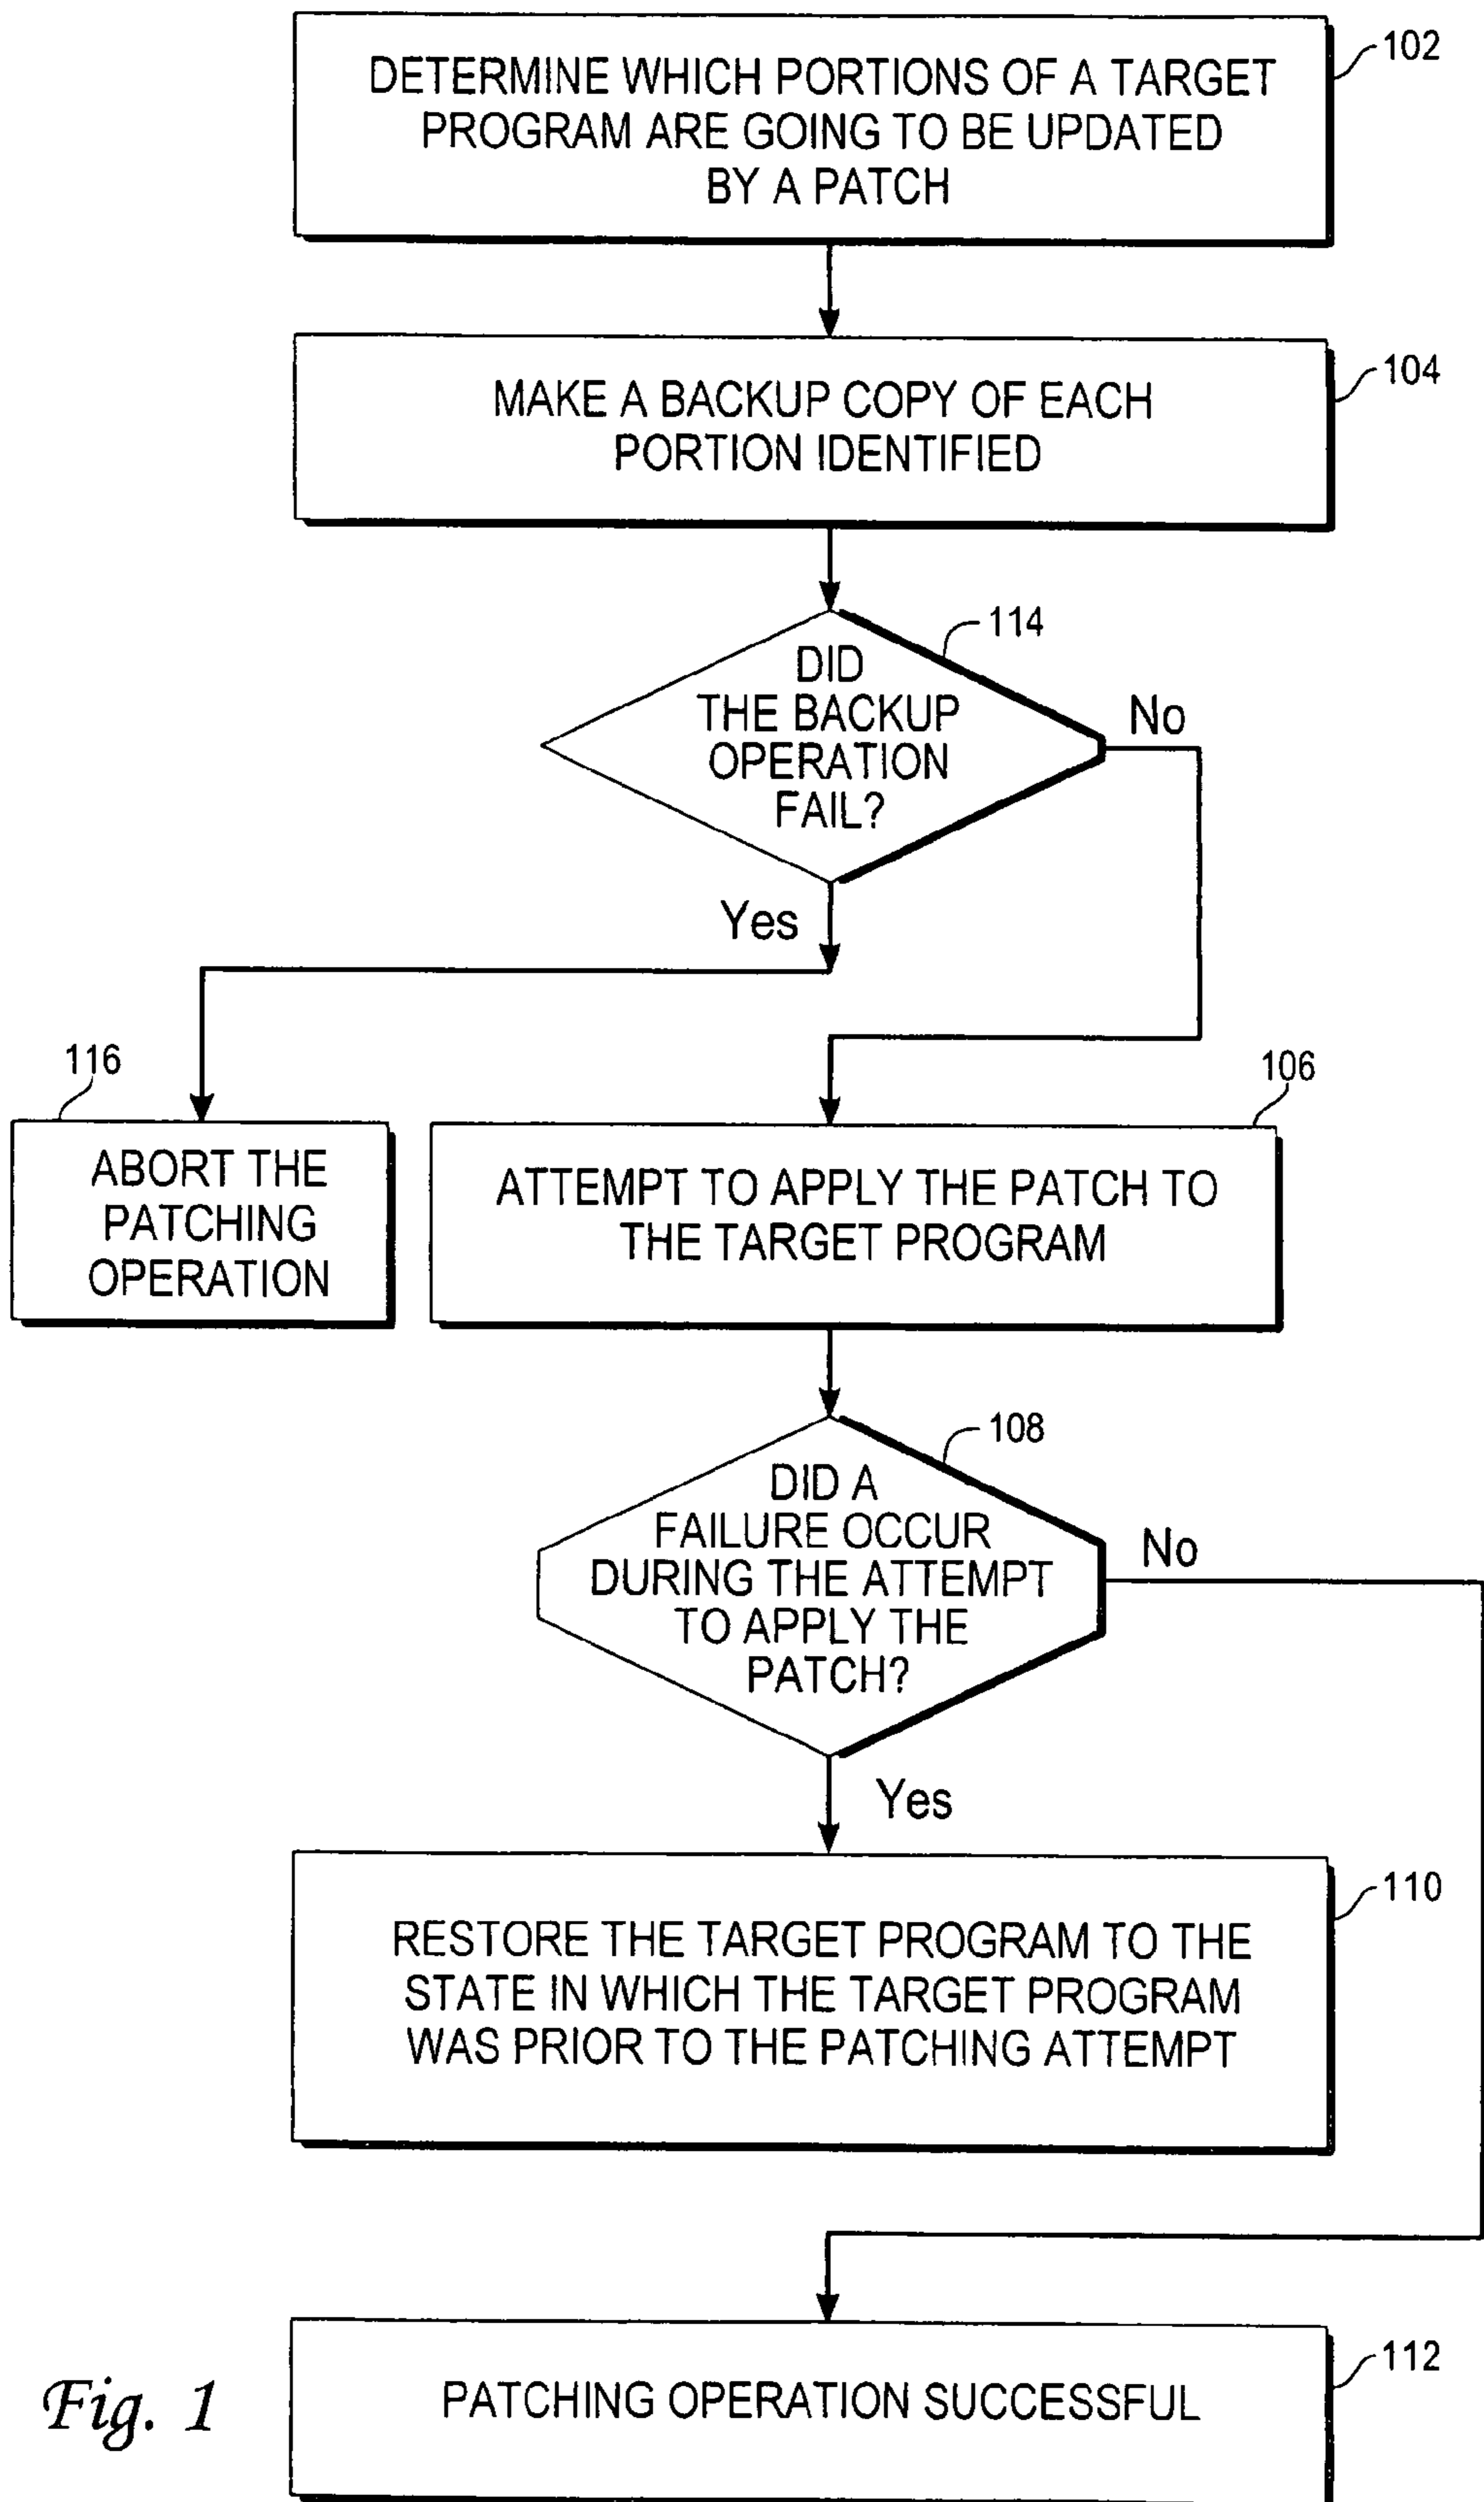 DETERMINE WHICH PORTIONS OF A TARGET
PROGRAM ARE GOING TO BE UPDATED
BY A PATCH
102
MAKE A BACKUP COPY OF EACH
PORTION IDENTIFIED
104
DID
THE BACKUP
OPERATION
FAIL?
114
No
Yes
116
ABORT THE
PATCHING
OPERATION
106
ATTEMPT TO APPLY THE PATCH TO
THE TARGET PROGRAM
108
DID A
FAILURE OCCUR
DURING THE ATTEMPT
TO APPLY THE
PATCH?
No
Yes
110
RESTORE THE TARGET PROGRAM TO THE
STATE IN WHICH THE TARGET PROGRAM
WAS PRIOR TO THE PATCHING ATTEMPT
112
PATCHING OPERATION SUCCESSFUL
Fig. 1